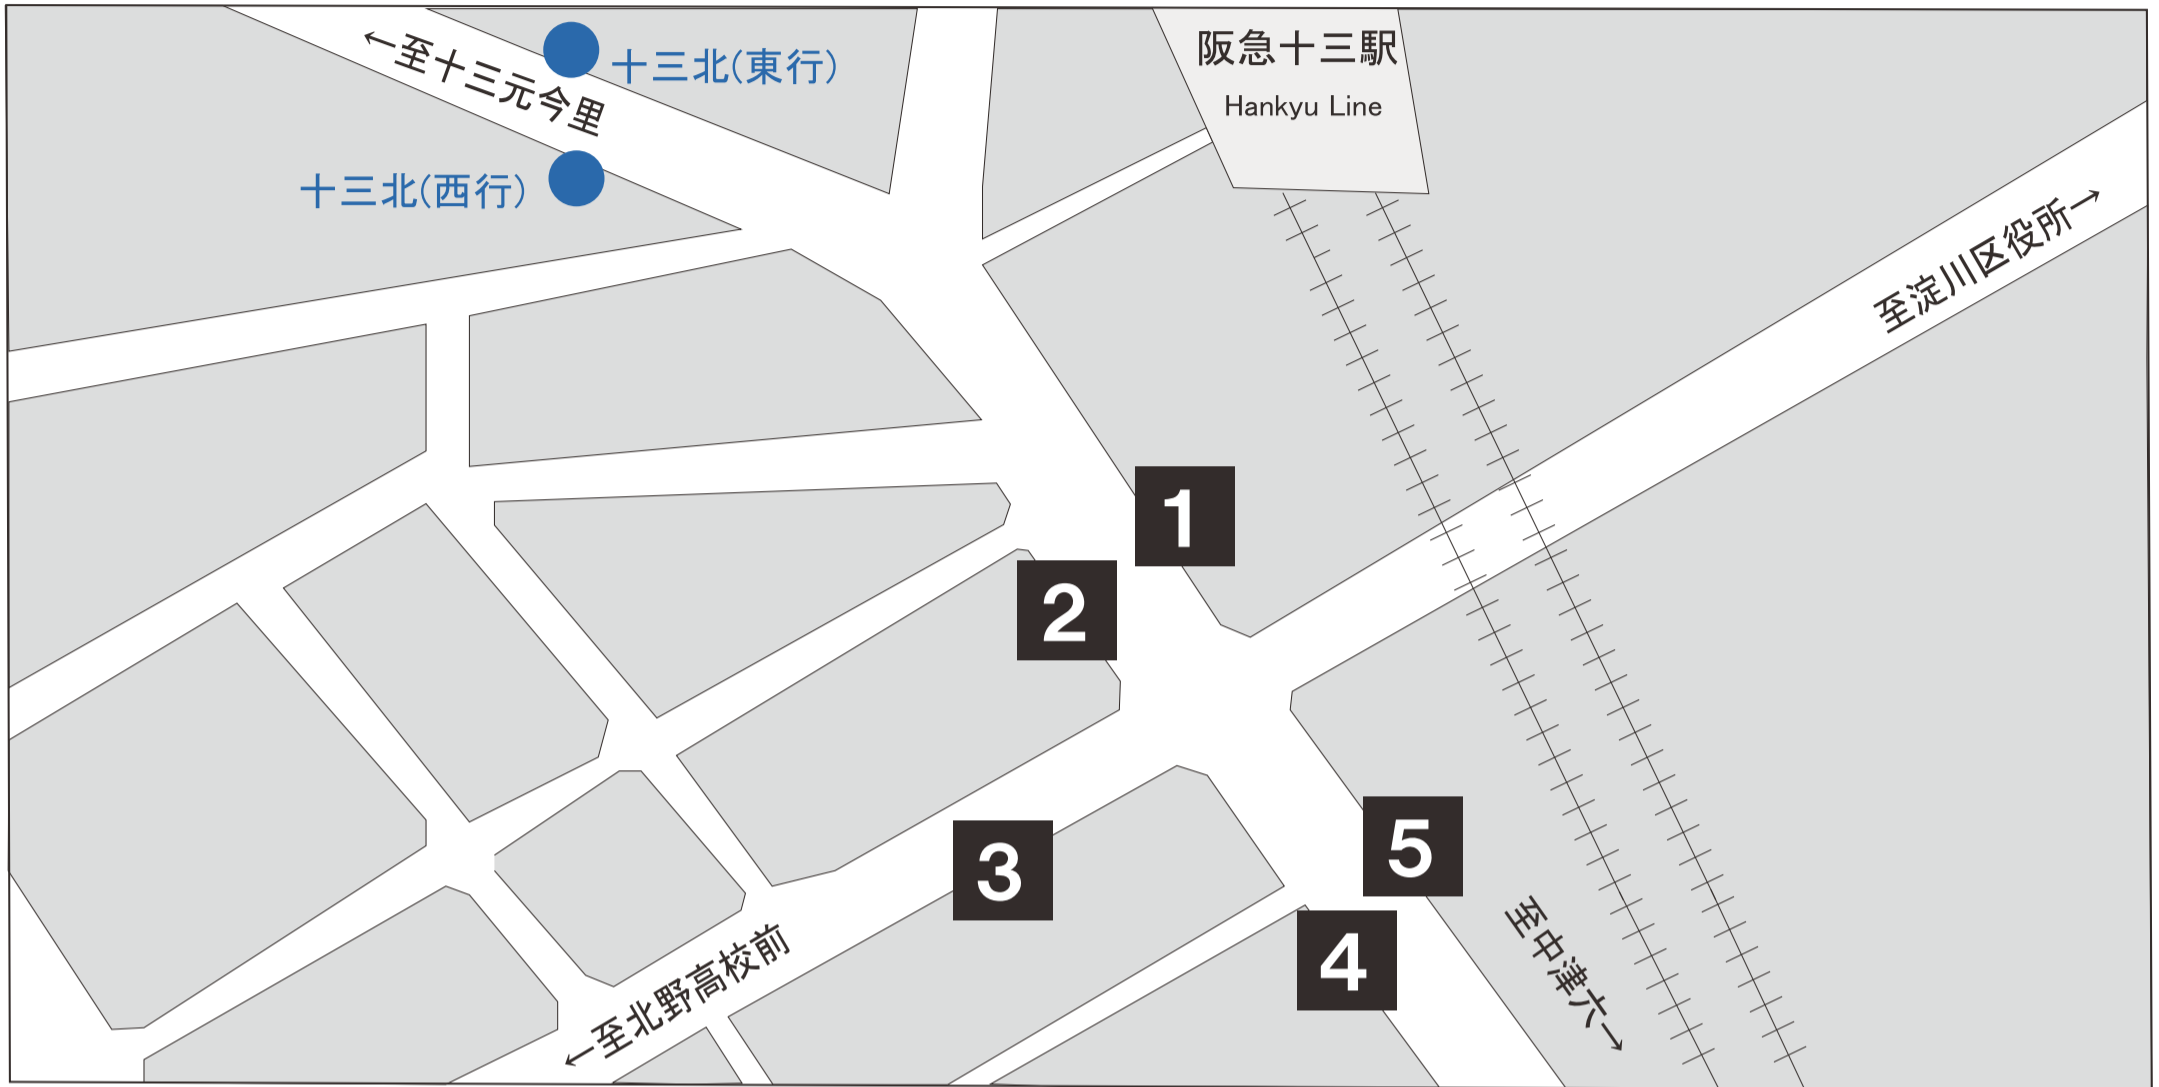 ←至十三元今里
十三北(東行)
十三北(西行)
阪急十三駅
Hankyu Line
至淀川区役所→
1
2
3
5
4
至中津六→
←至北野高校前